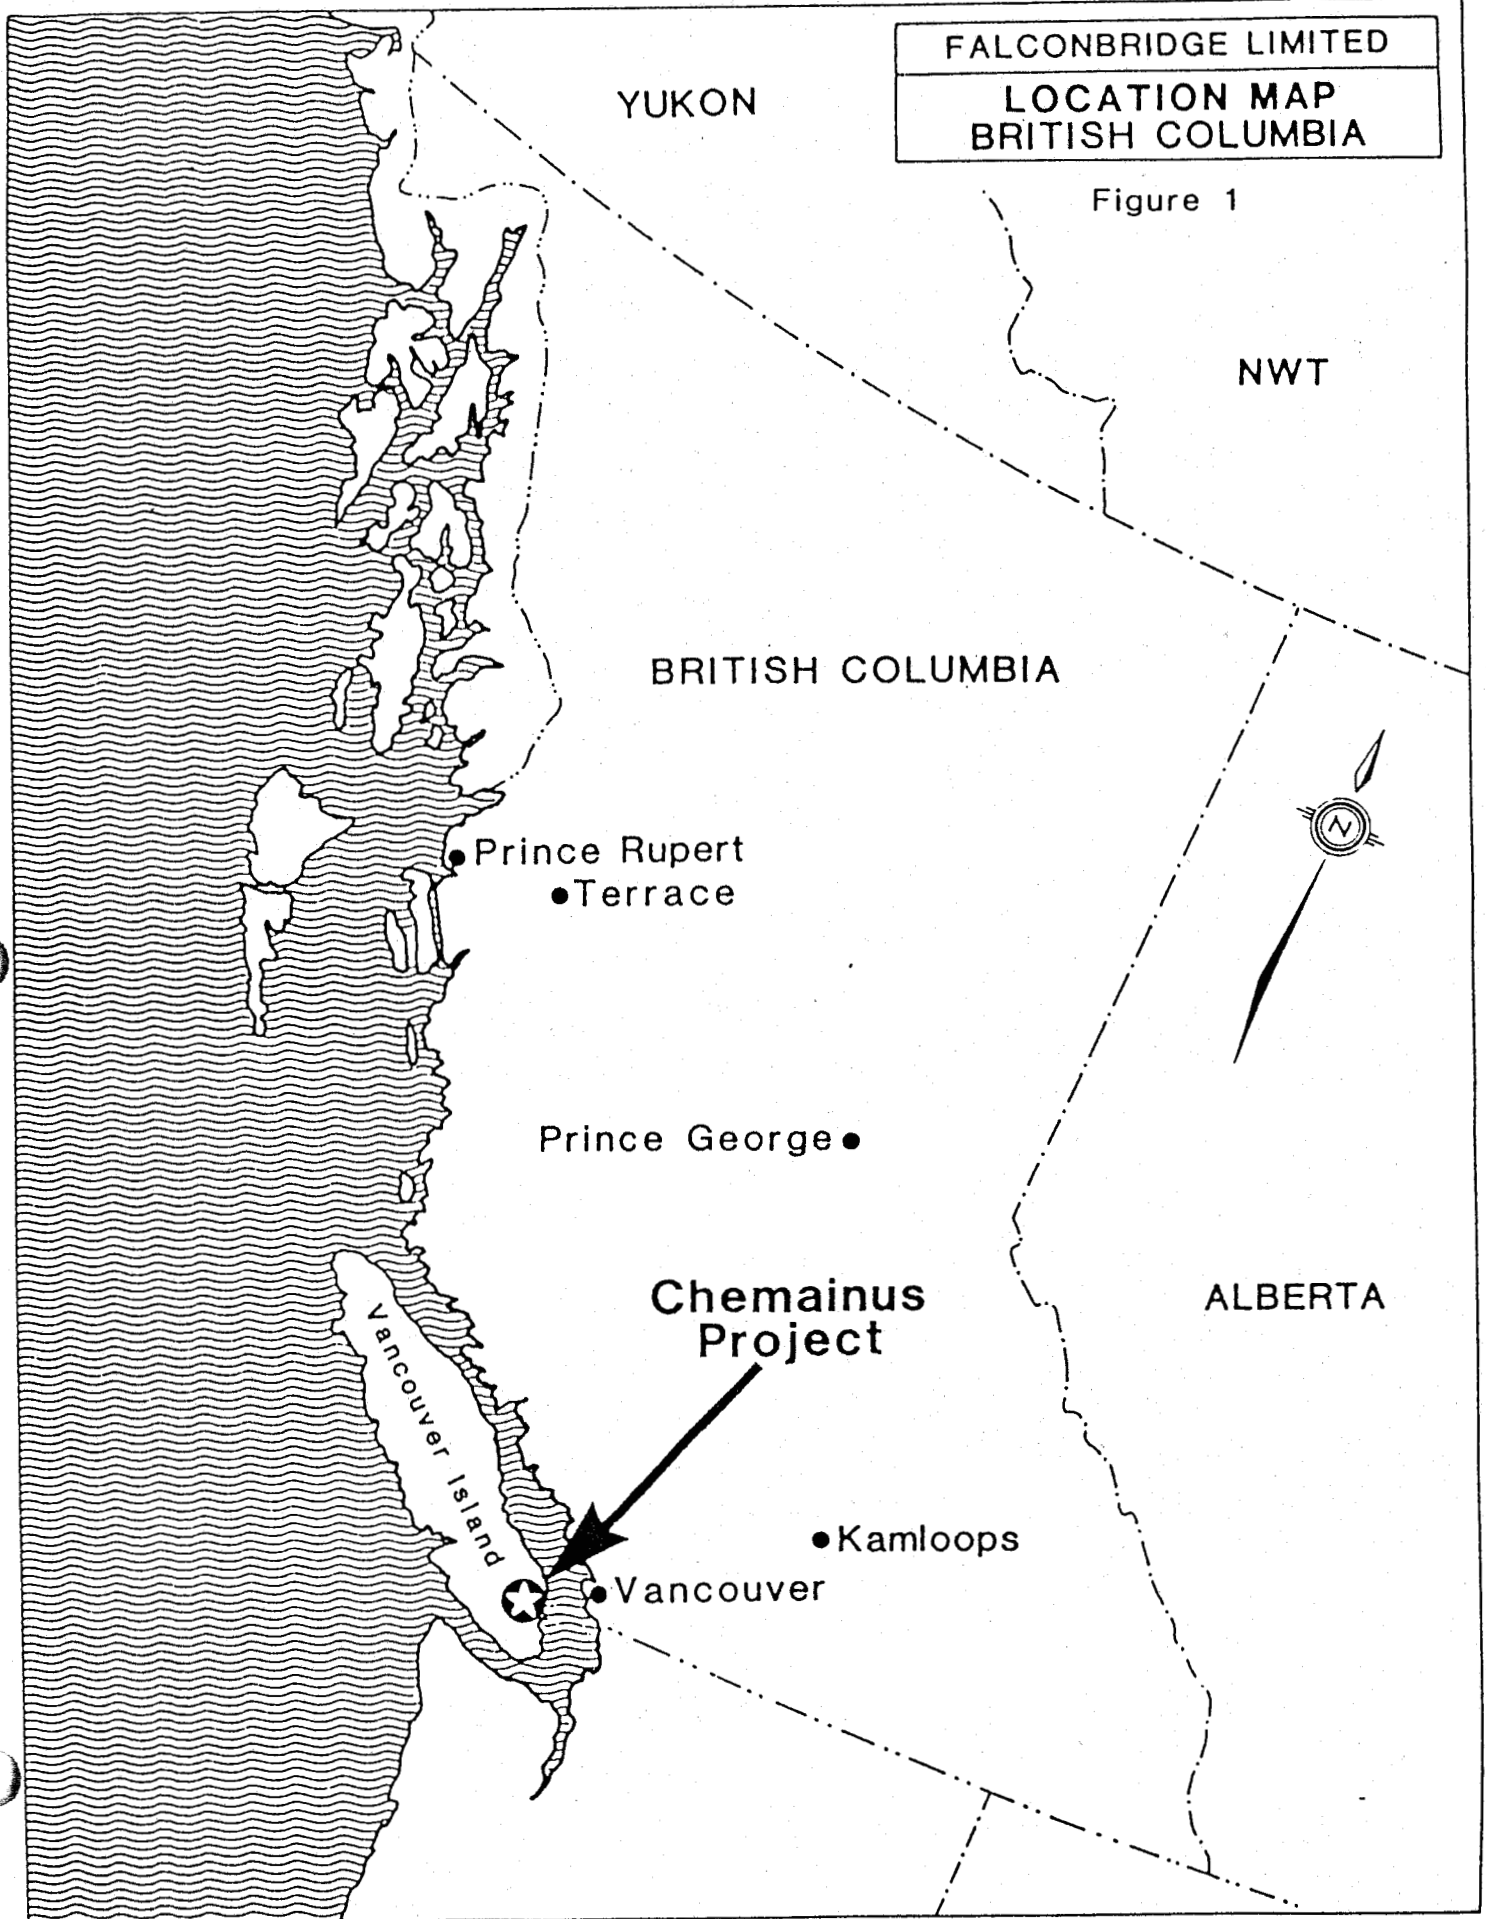 FALCONBRIDGE LIMITED
LOCATION MAP
BRITISH COLUMBIA
Figure 1
YUKON
NWT
BRITISH COLUMBIA
N
Prince Rupert
Terrace
Prince George
Chemainus
Project
ALBERTA
Vancouver Island
Kamloops
Vancouver